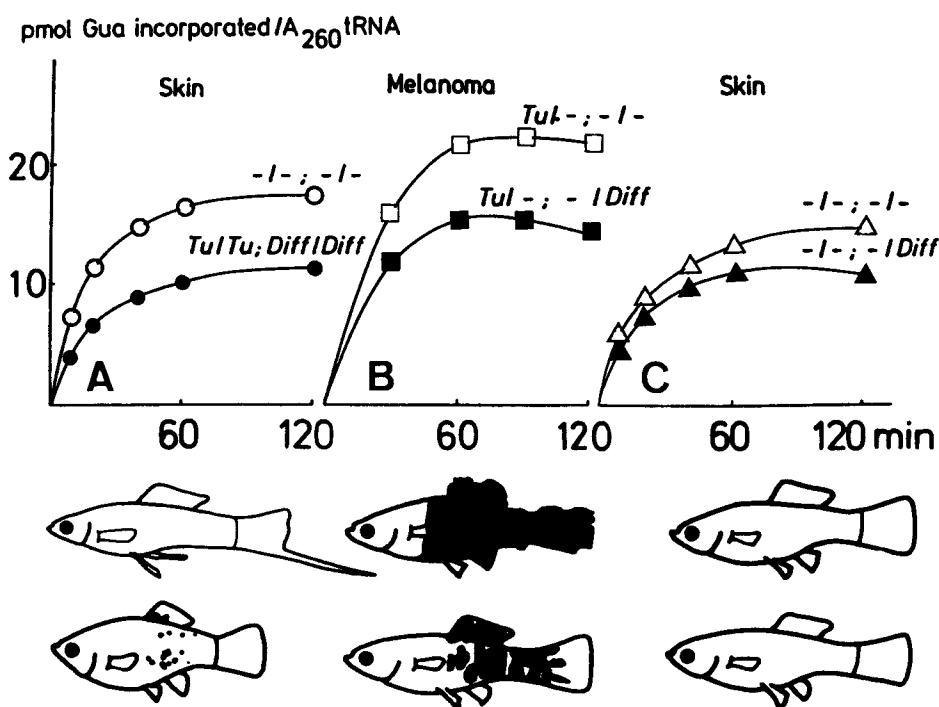 pmol Gua incorporated/A260 tRNA
Skin
Melanoma
Skin
20
10
-/-; -/-
Tu/Tu; Diff/Diff
Tu/-; -/-
Tu/-; -/Diff
-/-; -/-
-/-; -/Diff
A
B
C
60
120
60
120
60
120 min